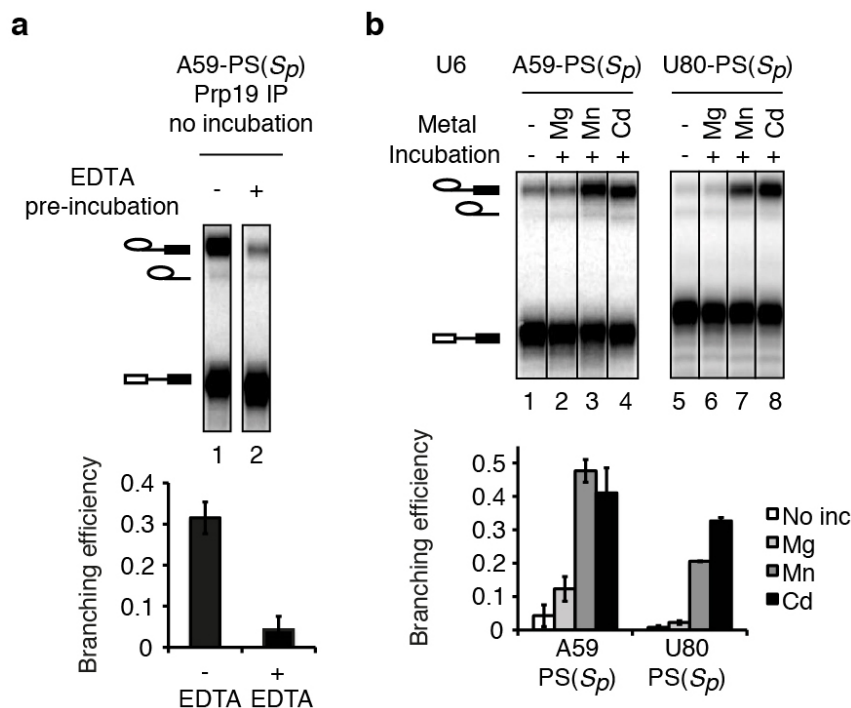 a
A59-PS(Sp)
Prp19 IP
no incubation
EDTA
pre-incubation
- +
1 2
Branching efficiency
0.4
0.3
0.2
0.1
0
- +
EDTA EDTA
b
U6 A59-PS(Sp) U80-PS(Sp)
Metal - Mg Mn Cd - Mg Mn Cd
Incubation - + + + - + + +
1 2 3 4 5 6 7 8
Branching efficiency
0.5
0.4
0.3
0.2
0.1
0
A59 U80
PS(Sp) PS(Sp)
No inc
Mg
Mn
Cd